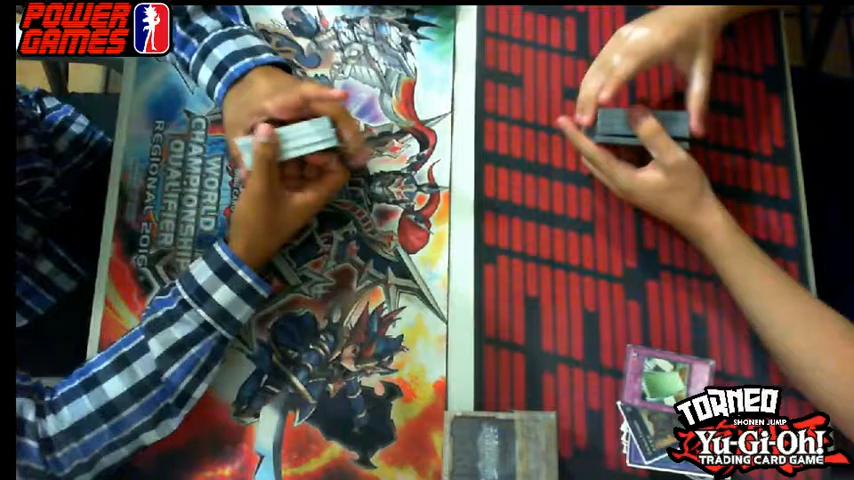 POWER
GAMES
WORLD
CHAMPIONSHIP
QUALIFIER
REGIONAL 2016
TORNEO
SHONEN JUMP
Yu-Gi-Oh!
TRADING CARD GAME